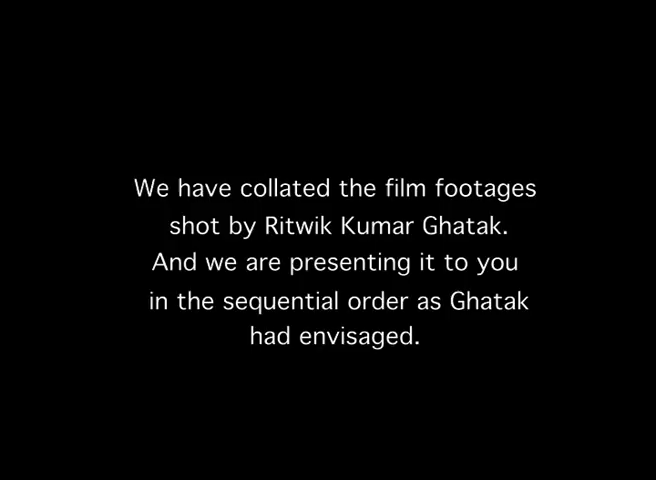 We have collated the film footages
shot by Ritwik Kumar Ghatak.
And we are presenting it to you
in the sequential order as Ghatak
had envisaged.